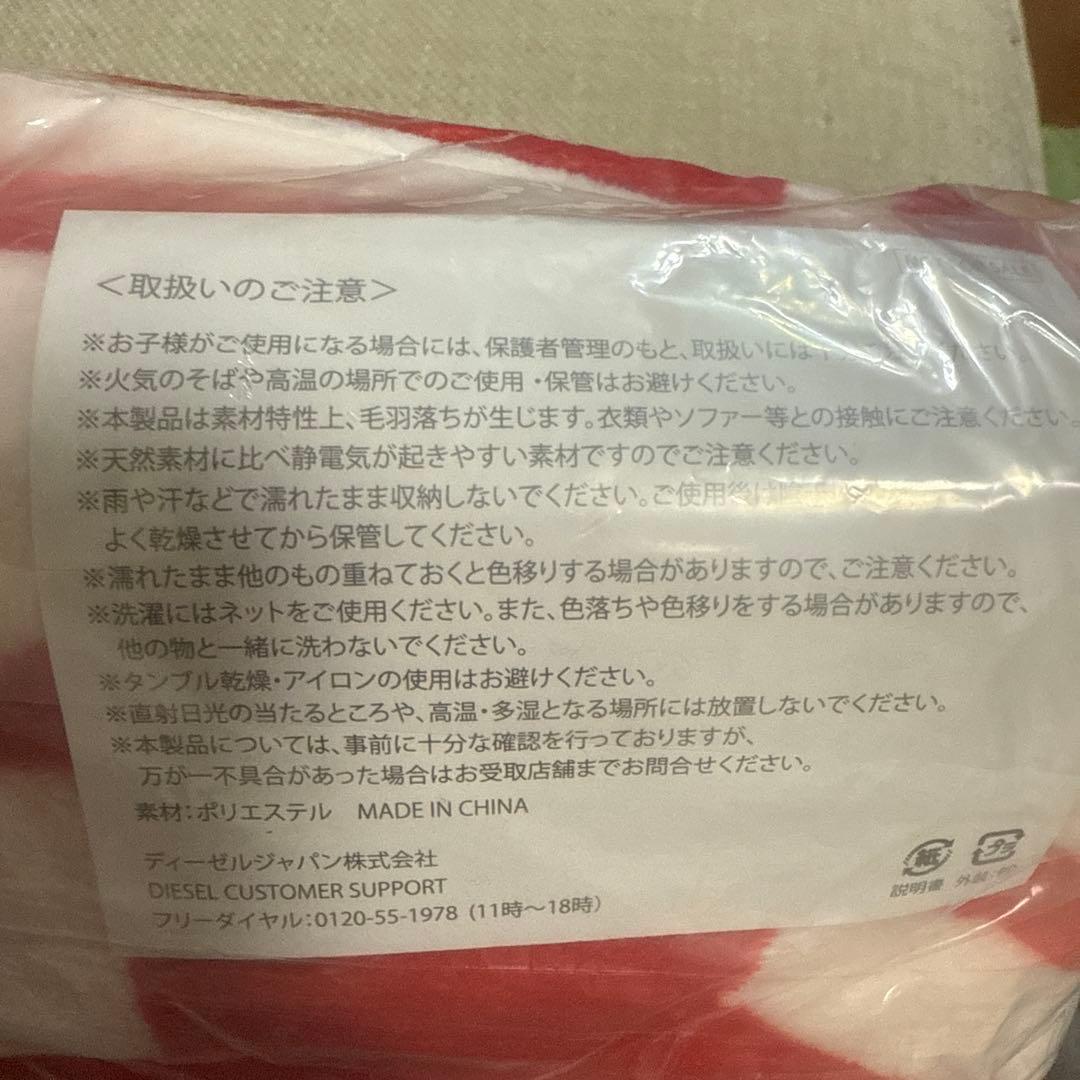 SALE
＜取扱いのご注意＞
※お子様がご使用になる場合には、保護者管理のもと、取扱いには
※火気のそばや高温の場所でのご使用・保管はお避けください。
※本製品は素材特性上、毛羽落ちが生じます。衣類やソファー等との接触にご注意ください。
※天然素材に比べ静電気が起きやすい素材ですのでご注意ください。
※雨や汗などで濡れたまま収納しないでください。ご使用後は
よく乾燥させてから保管してください。
※濡れたまま他のもの重ねておくと色移りする場合がありますので、ご注意ください。
※洗濯にはネットをご使用ください。また、色落ちや色移りをする場合がありますので、
他の物と一緒に洗わないでください。
※タンブル乾燥・アイロンの使用はお避けください。
※直射日光の当たるところや、高温・多湿となる場所には放置しないでください。
※本製品については、事前に十分な確認を行っておりますが、
万が一不具合があった場合はお受取店舗までお問合せください。
素材：ポリエステル MADE IN CHINA
ディーゼルジャパン株式会社
DIESEL CUSTOMER SUPPORT
フリーダイヤル：0120-55-1978 (11時〜18時)
紙 プラ
説明書 外装：